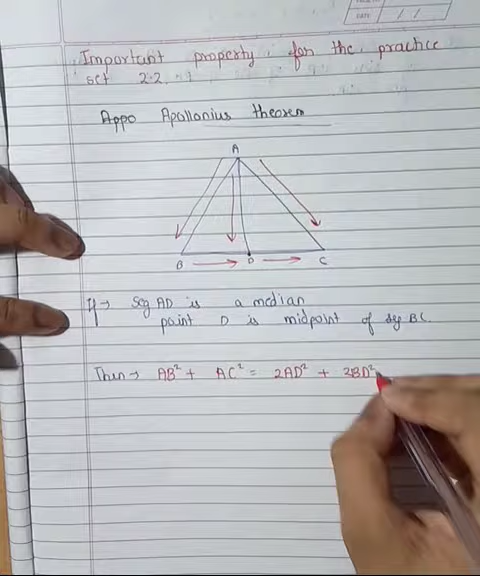 DATE / /
Important property for the practice
set 2.2.
Appo Apollonius theorem
A
B D C
If → seg AD is a median
point D is midpoint of seg BC.
Then → AB² + AC² = 2AD² + 2BD²